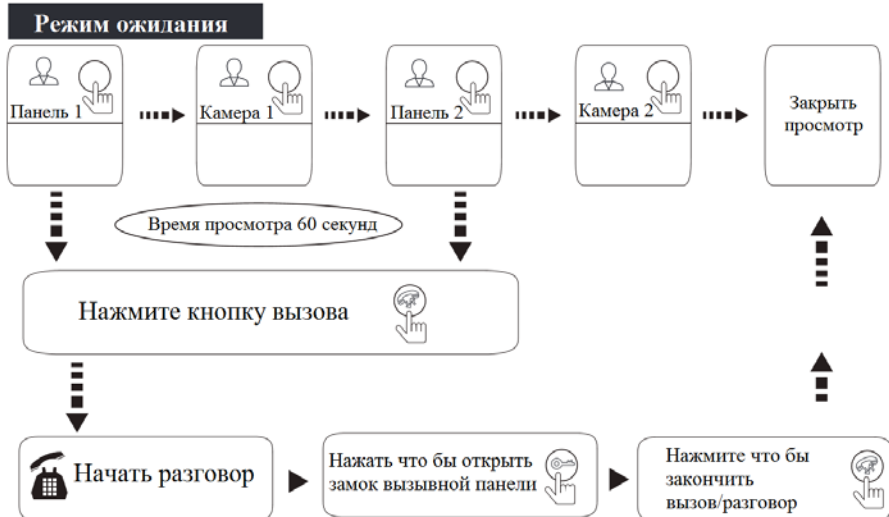 Режим ожидания
Панель 1
Камера 1
Панель 2
Камера 2
Закрыть
просмотр
Время просмотра 60 секунд
Нажмите кнопку вызова
Начать разговор
Нажать что бы открыть
замок вызывной панели
Нажмите что бы
закончить
вызов/разговор